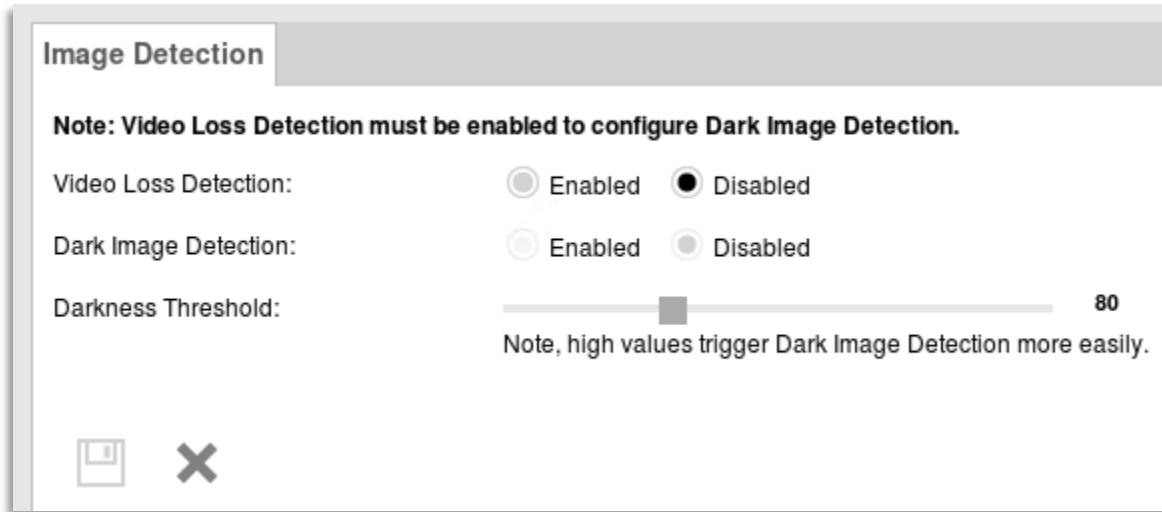 Image Detection
Note: Video Loss Detection must be enabled to configure Dark Image Detection.
Video Loss Detection: Enabled Disabled
Dark Image Detection: Enabled Disabled
Darkness Threshold: 80
Note, high values trigger Dark Image Detection more easily.